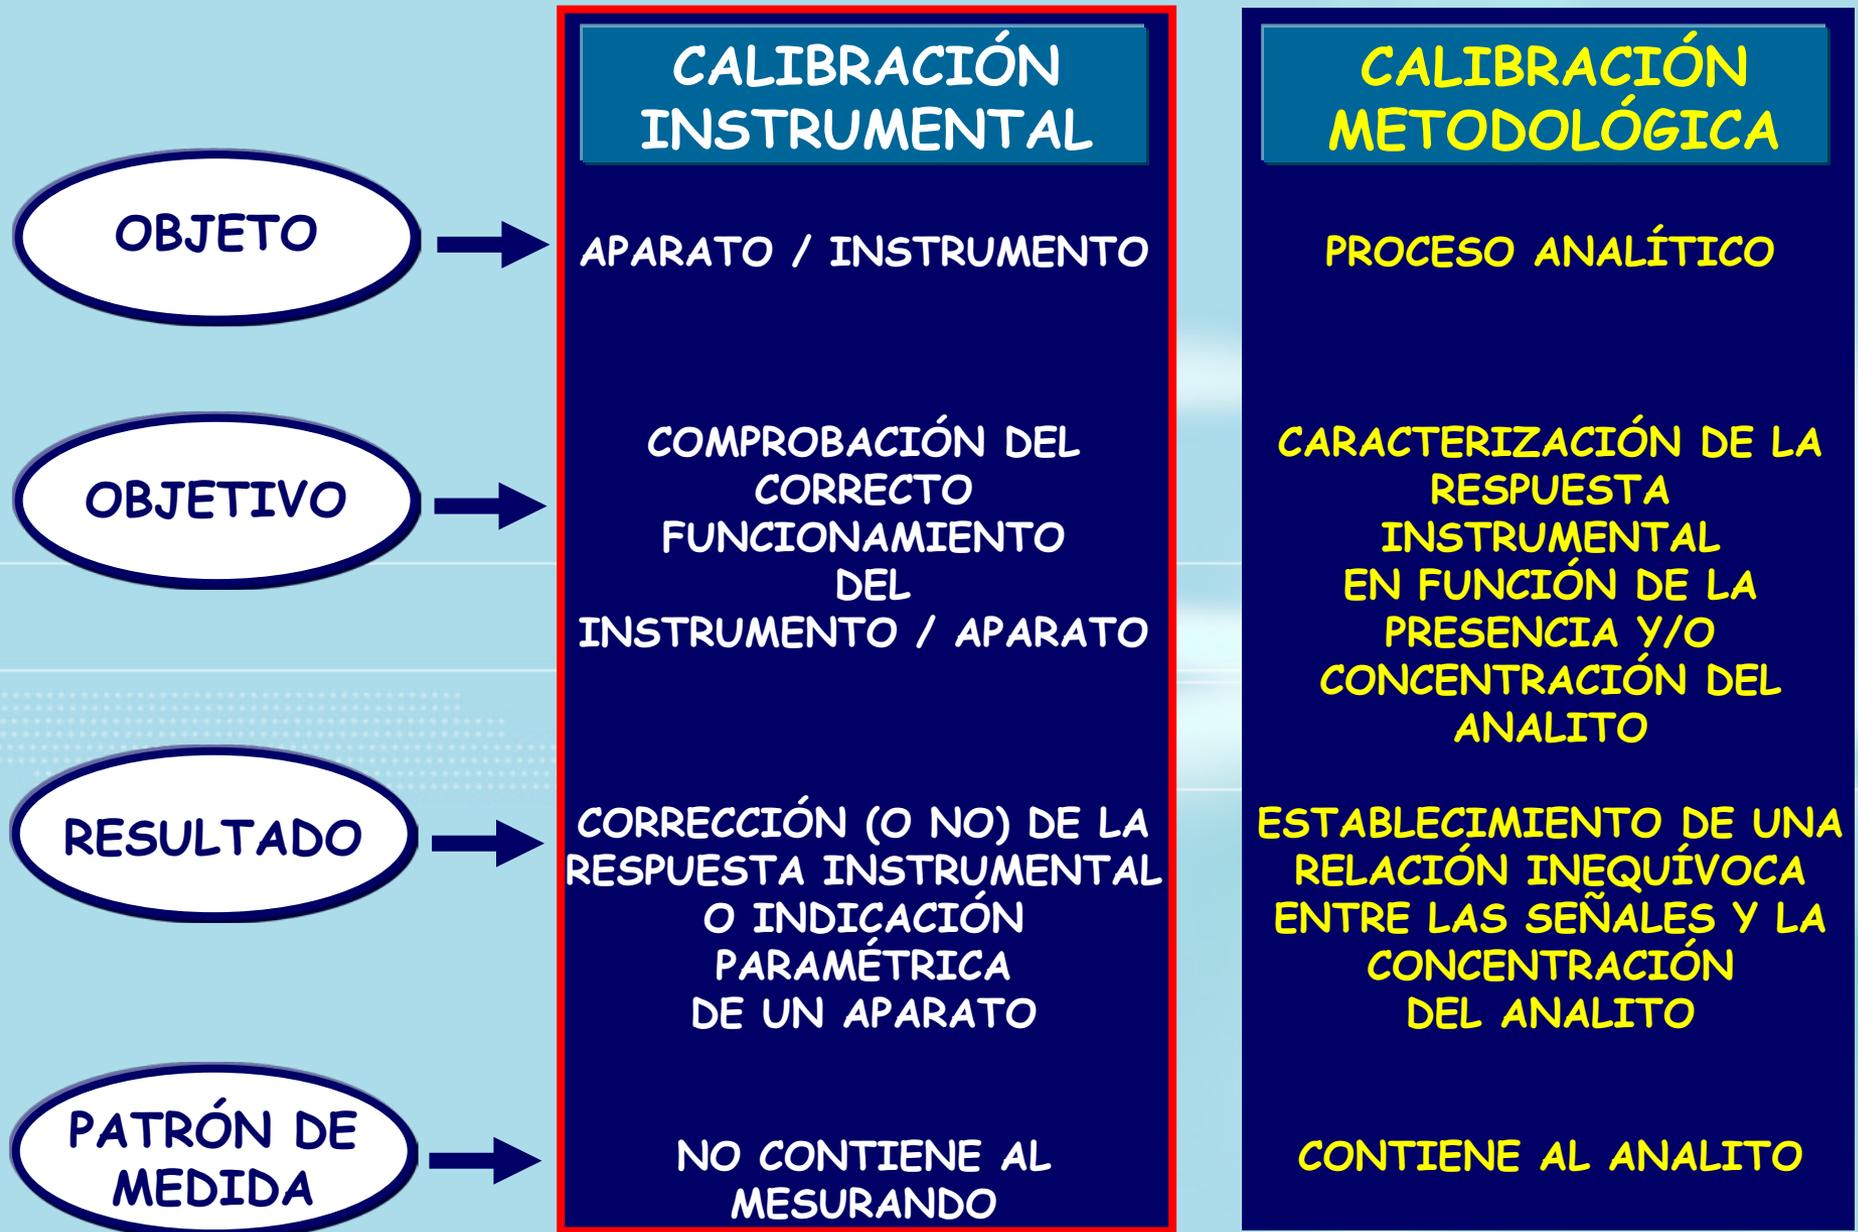 CALIBRACIÓN
INSTRUMENTAL
CALIBRACIÓN
METODOLÓGICA
OBJETO
APARATO / INSTRUMENTO
PROCESO ANALÍTICO
OBJETIVO
COMPROBACIÓN DEL
CORRECTO
FUNCIONAMIENTO
DEL
INSTRUMENTO / APARATO
CARACTERIZACIÓN DE LA
RESPUESTA
INSTRUMENTAL
EN FUNCIÓN DE LA
PRESENCIA Y/O
CONCENTRACIÓN DEL
ANALITO
RESULTADO
CORRECCIÓN (O NO) DE LA
RESPUESTA INSTRUMENTAL
O INDICACIÓN
PARAMÉTRICA
DE UN APARATO
ESTABLECIMIENTO DE UNA
RELACIÓN INEQUÍVOCA
ENTRE LAS SEÑALES Y LA
CONCENTRACIÓN
DEL ANALITO
PATRÓN DE
MEDIDA
NO CONTIENE AL
MESURANDO
CONTIENE AL ANALITO